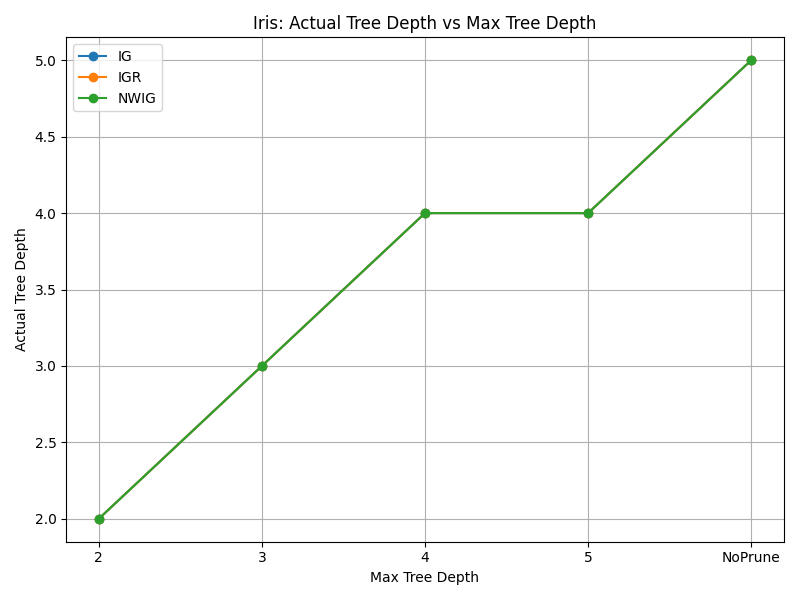 Iris: Actual Tree Depth vs Max Tree Depth
IG
IGR
NWIG
5.0
4.5
4.0
3.5
3.0
2.5
2.0
Actual Tree Depth
2 3 4 5 NoPrune
Max Tree Depth